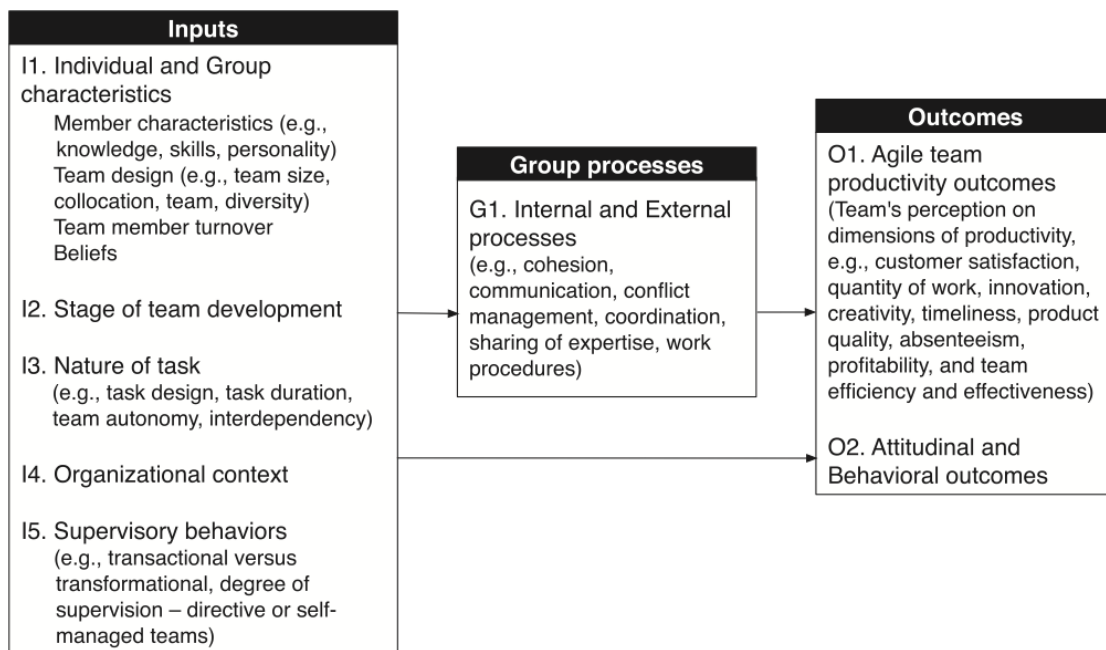 Inputs
I1. Individual and Group
characteristics
Member characteristics (e.g.,
knowledge, skills, personality)
Team design (e.g., team size,
collocation, team, diversity)
Team member turnover
Beliefs
I2. Stage of team development
I3. Nature of task
(e.g., task design, task duration,
team autonomy, interdependency)
I4. Organizational context
I5. Supervisory behaviors
(e.g., transactional versus
transformational, degree of
supervision – directive or self-
managed teams)
Group processes
G1. Internal and External
processes
(e.g., cohesion,
communication, conflict
management, coordination,
sharing of expertise, work
procedures)
Outcomes
O1. Agile team
productivity outcomes
(Team's perception on
dimensions of productivity,
e.g., customer satisfaction,
quantity of work, innovation,
creativity, timeliness, product
quality, absenteeism,
profitability, and team
efficiency and effectiveness)
O2. Attitudinal and
Behavioral outcomes